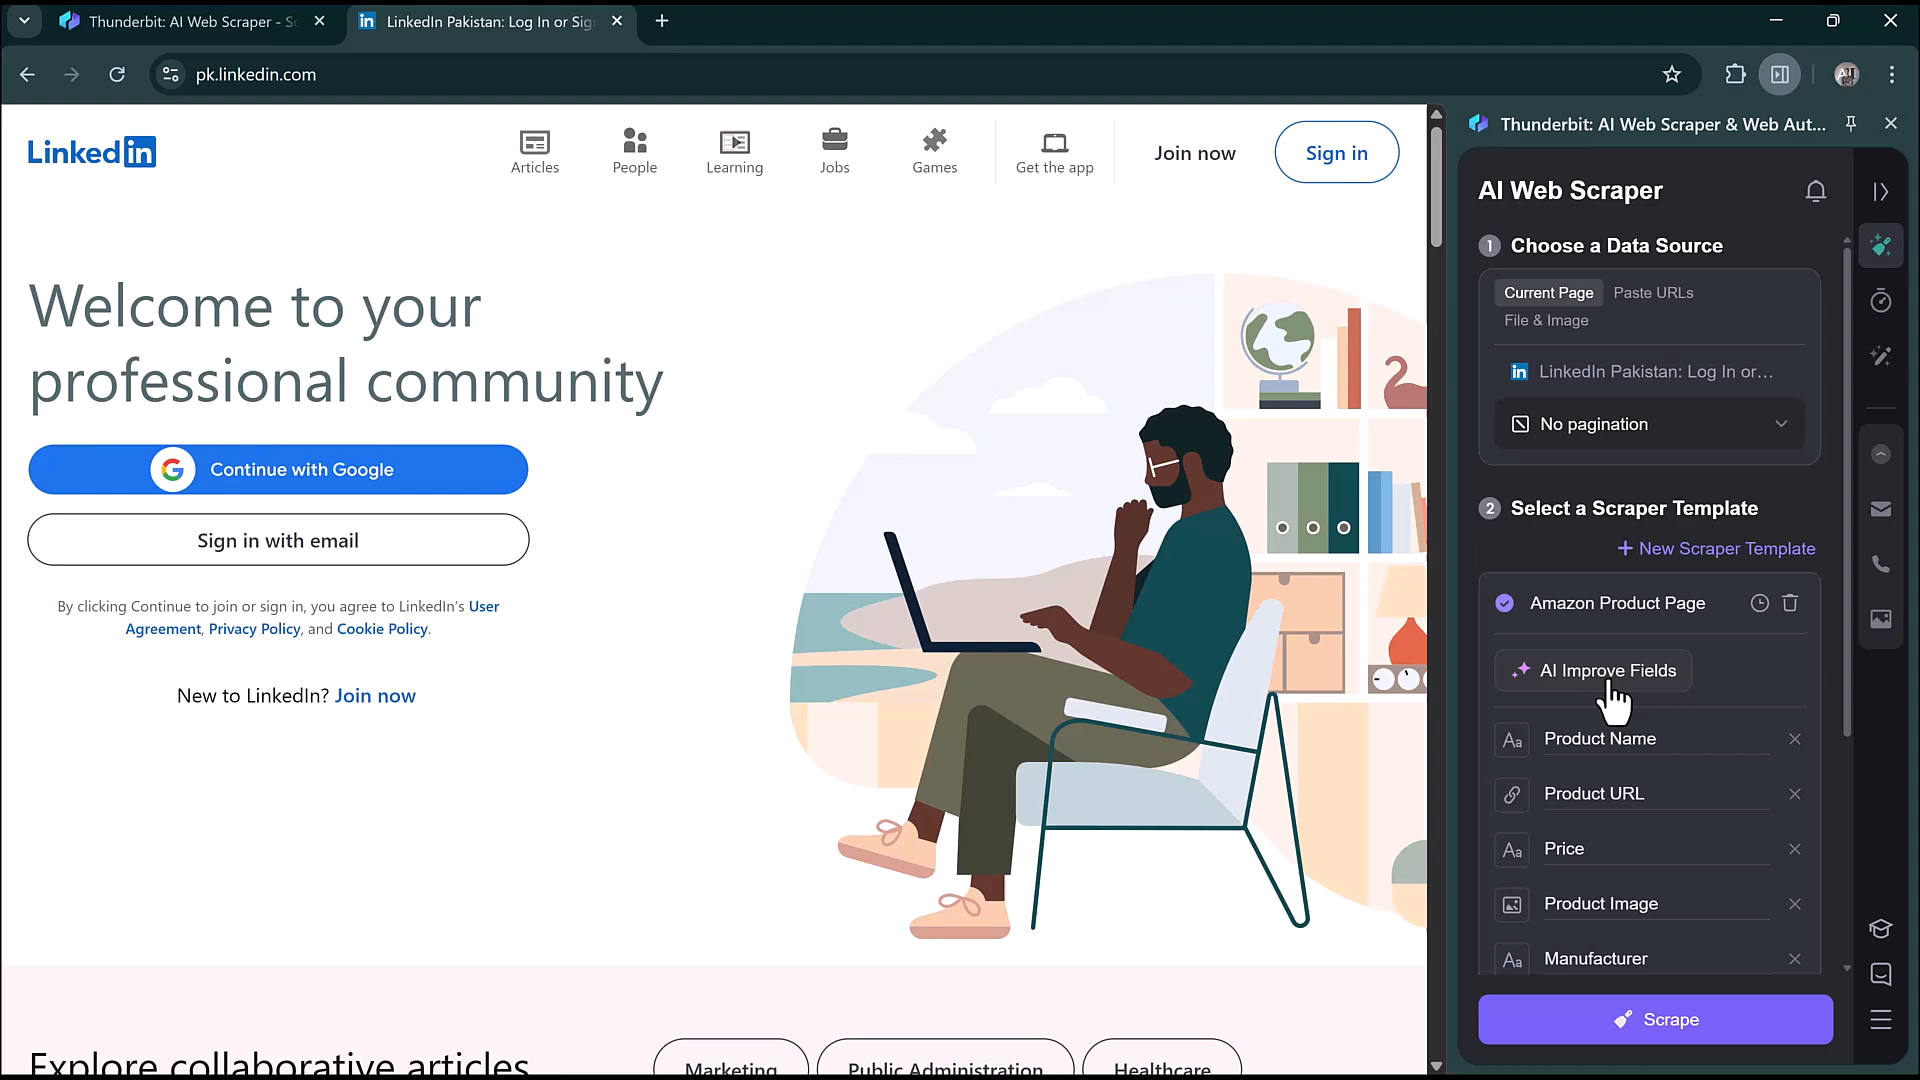 Thunderbit: AI Web Scraper - Sc
LinkedIn Pakistan: Log In or Sig
pk.linkedin.com
Linked in
Articles
People
Learning
Jobs
Games
Get the app
Join now
Sign in
Welcome to your
professional community
Continue with Google
Sign in with email
By clicking Continue to join or sign in, you agree to LinkedIn's User
Agreement, Privacy Policy, and Cookie Policy.
New to LinkedIn? Join now
Explore collaborative articles
Marketing
Public Administration
Healthcare
Thunderbit: AI Web Scraper & Web Aut...
AI Web Scraper
1 Choose a Data Source
Current Page
Paste URLs
File & Image
in LinkedIn Pakistan: Log In or...
No pagination
2 Select a Scraper Template
+ New Scraper Template
Amazon Product Page
AI Improve Fields
Aa Product Name
Product URL
Aa Price
Product Image
Aa Manufacturer
Scrape